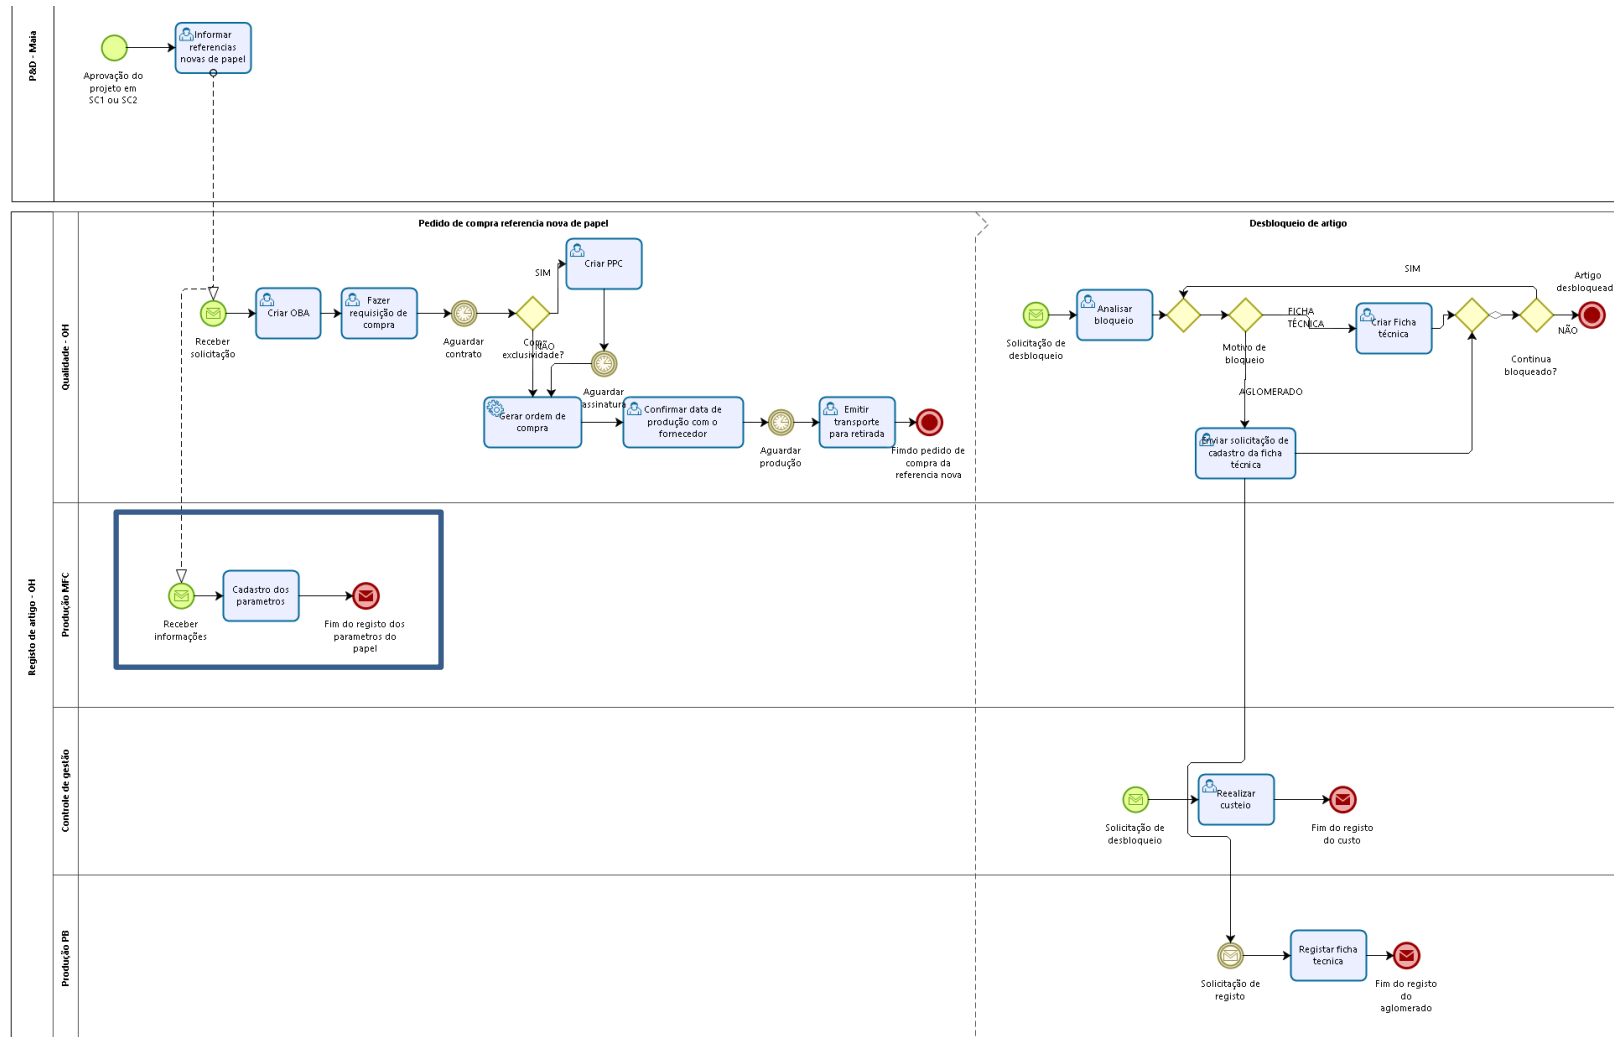 P&D - Maia
Informar
referencias
novas de papel
Aprovação do
projeto em
SC1 ou SC2
Registo de artigo - OH
Qualidade - OH
Pedido de compra referencia nova de papel
Desbloqueio de artigo
Receber
solicitação
Criar OBA
Fazer
requisição de
compra
Aguardar
contrato
Com
exclusividade?
SIM
NÃO
Criar PPC
Aguardar
assinatura
Gerar ordem de
compra
Confirmar data de
produção com o
fornecedor
Aguardar
produção
Emitir
transporte
para retirada
Fimdo pedido de
compra da
referencia nova
Solicitação de
desbloqueio
Analisar
bloqueio
Motivo de
bloqueio
FICHA
TÉCNICA
AGLOMERADO
Criar Ficha
técnica
Enviar solicitação de
cadastro da ficha
técnica
SIM
Continua
bloqueado?
NÃO
Artigo
desbloquead
Produção MFC
Receber
informações
Cadastro dos
parametros
Fim do registo dos
parametros do
papel
Controle de gestão
Solicitação de
desbloqueio
Reealizar
custeio
Fim do registo
do custo
Produção PB
Solicitação de
registo
Registar ficha
tecnica
Fim do registo
do
aglomerado